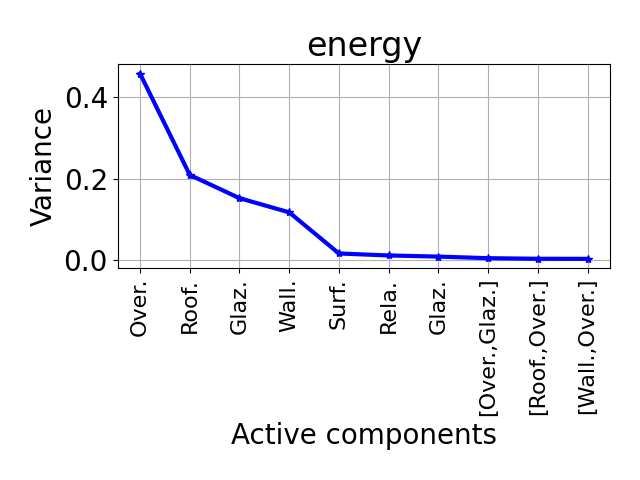 energy
Variance
0.4
0.2
0.0
Over.
Roof.
Glaz.
Wall.
Surf.
Rela.
Glaz.
[Over.,Glaz.]
[Roof.,Over.]
[Wall.,Over.]
Active components